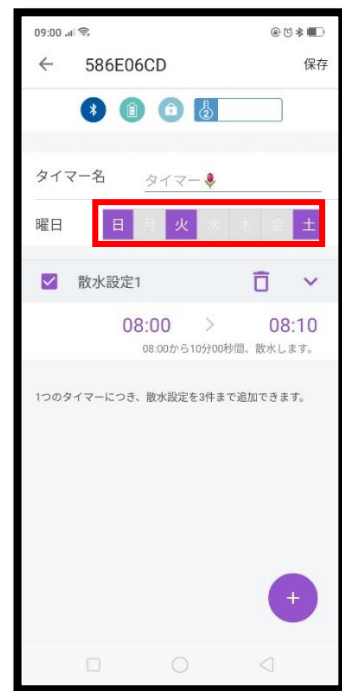 09:00
586E06CD 保存
2
タイマー名 タイマー🌷
曜日 日 月 火 水 木 金 土
散水設定1
08:00 > 08:10
08:00から10分00秒間、散水します。
1つのタイマーにつき、散水設定を3件まで追加できます。
+